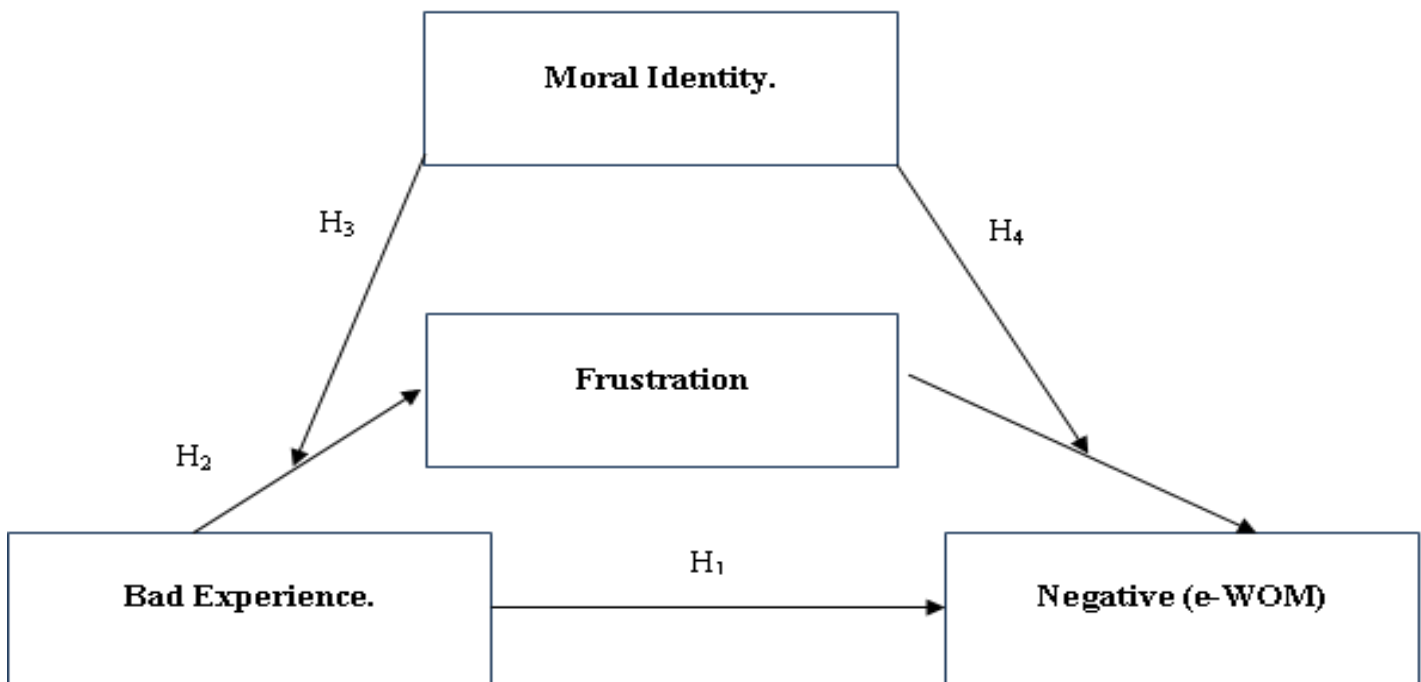 Moral Identity.
H₃
H₄
Frustration
H₂
H₁
Bad Experience.
Negative (e-WOM)